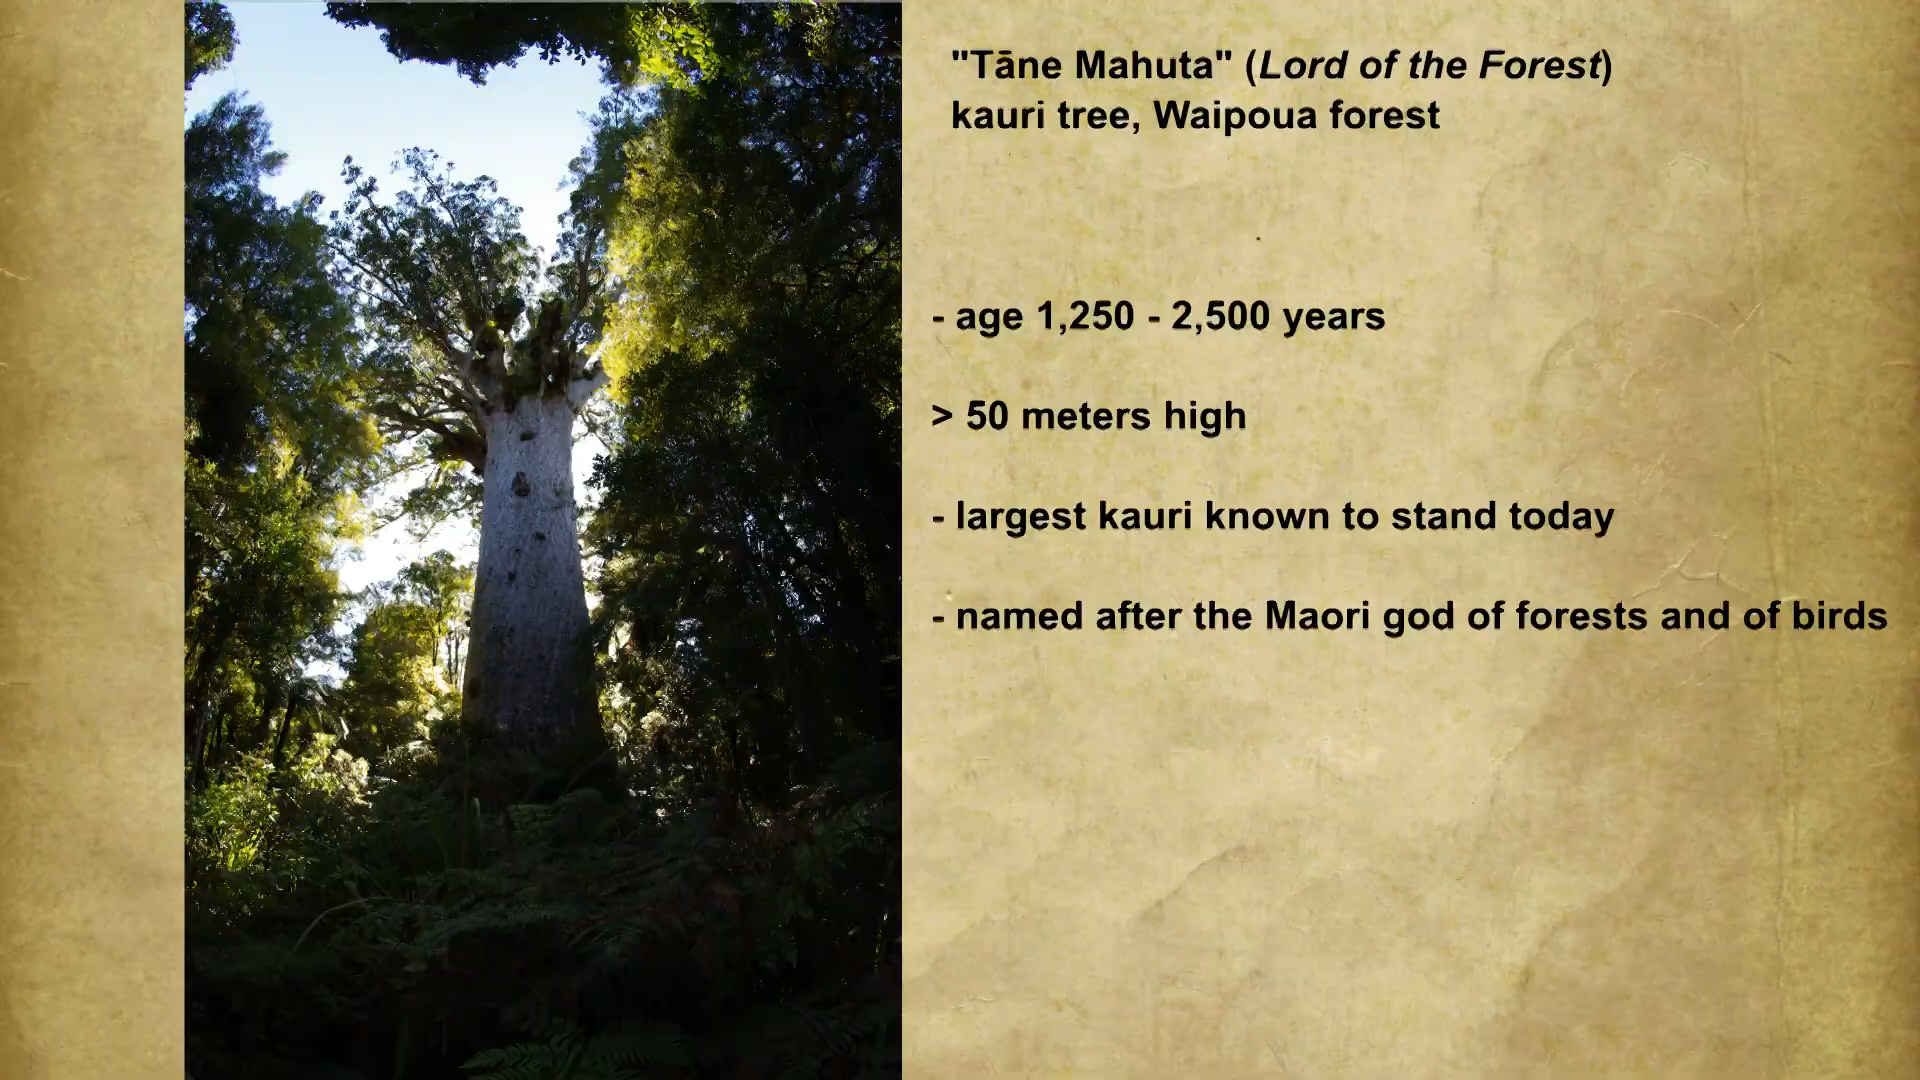 "Tāne Mahuta" (Lord of the Forest)
kauri tree, Waipoua forest
- age 1,250 - 2,500 years
> 50 meters high
- largest kauri known to stand today
- named after the Maori god of forests and of birds